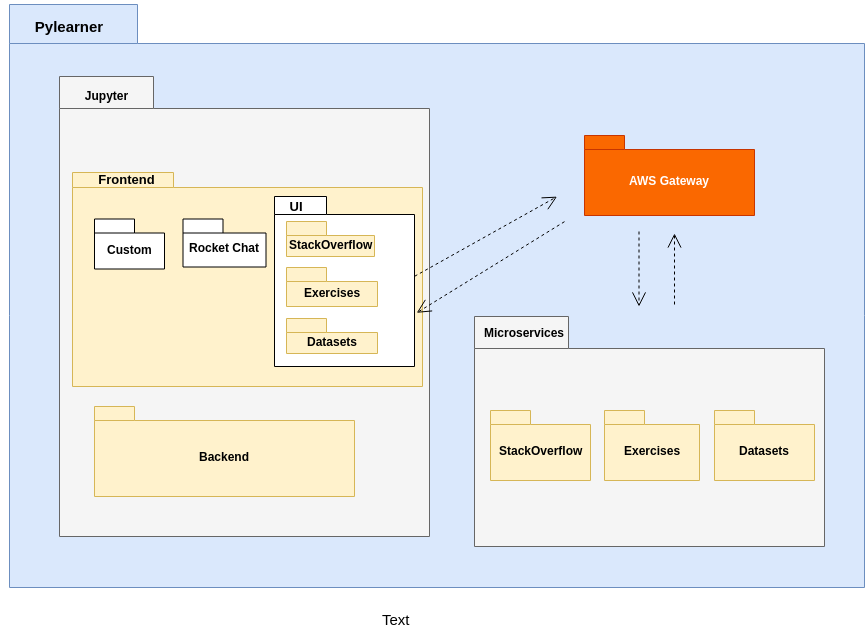 Pylearner
Jupyter
Frontend
Custom
Rocket Chat
UI
StackOverflow
Exercises
Datasets
Backend
AWS Gateway
Microservices
StackOverflow
Exercises
Datasets
Text